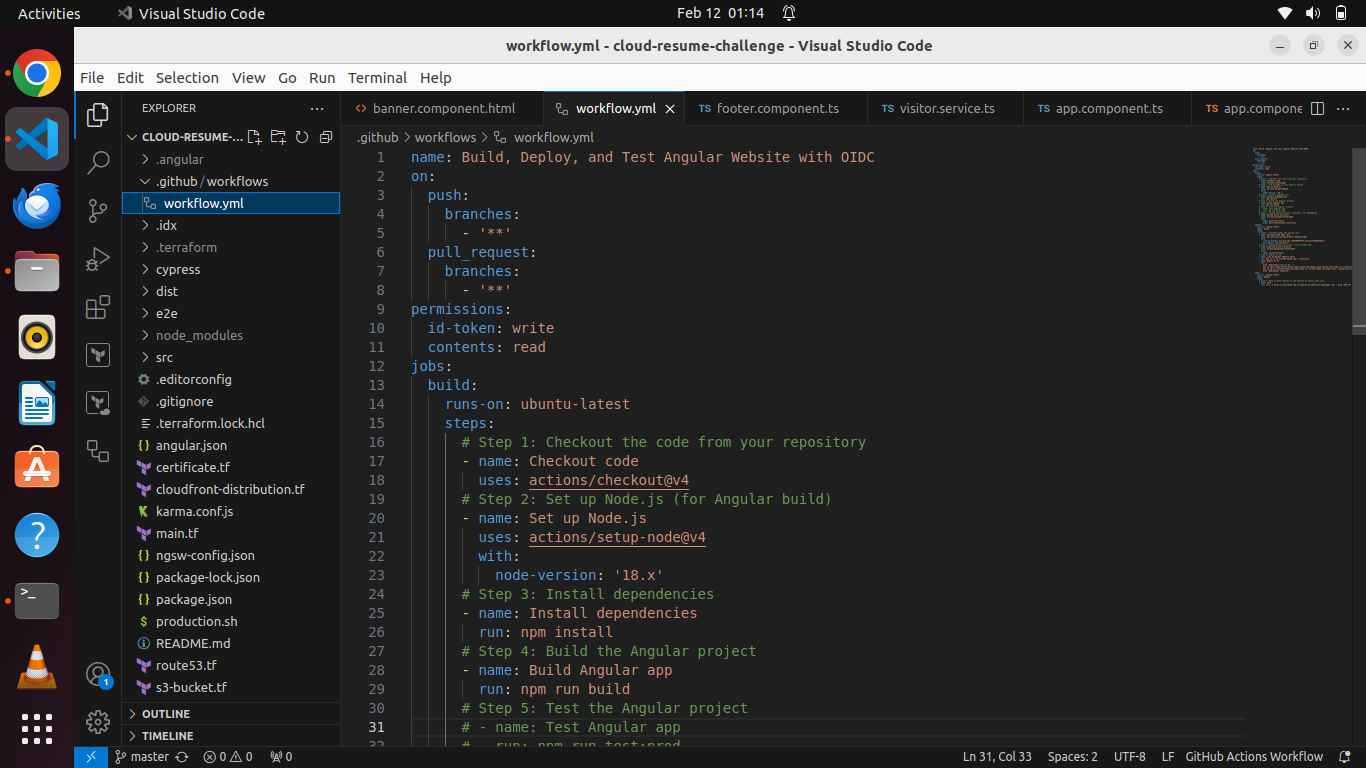 Activities
Visual Studio Code
Feb 12 01:14
workflow.yml - cloud-resume-challenge - Visual Studio Code
File Edit Selection View Go Run Terminal Help
EXPLORER
banner.component.html
workflow.yml
TS footer.component.ts
TS visitor.service.ts
TS app.component.ts
TS app.compone
CLOUD-RESUME-...
.github > workflows > workflow.yml
.angular
.github / workflows
workflow.yml
.idx
.terraform
cypress
dist
e2e
node_modules
src
.editorconfig
.gitignore
.terraform.lock.hcl
{} angular.json
certificate.tf
cloudfront-distribution.tf
karma.conf.js
main.tf
{} ngsw-config.json
{} package-lock.json
{} package.json
$ production.sh
README.md
route53.tf
s3-bucket.tf
OUTLINE
TIMELINE
1 name: Build, Deploy, and Test Angular Website with OIDC
2 on:
3 push:
4 branches:
5 - '**'
6 pull_request:
7 branches:
8 - '**'
9 permissions:
10 id-token: write
11 contents: read
12 jobs:
13 build:
14 runs-on: ubuntu-latest
15 steps:
16 # Step 1: Checkout the code from your repository
17 - name: Checkout code
18 uses: actions/checkout@v4
19 # Step 2: Set up Node.js (for Angular build)
20 - name: Set up Node.js
21 uses: actions/setup-node@v4
22 with:
23 node-version: '18.x'
24 # Step 3: Install dependencies
25 - name: Install dependencies
26 run: npm install
27 # Step 4: Build the Angular project
28 - name: Build Angular app
29 run: npm run build
30 # Step 5: Test the Angular project
31 # - name: Test Angular app
32 # run: npm run test:prod
1
master
0 0
0
Ln 31, Col 33
Spaces: 2
UTF-8
LF
GitHub Actions Workflow